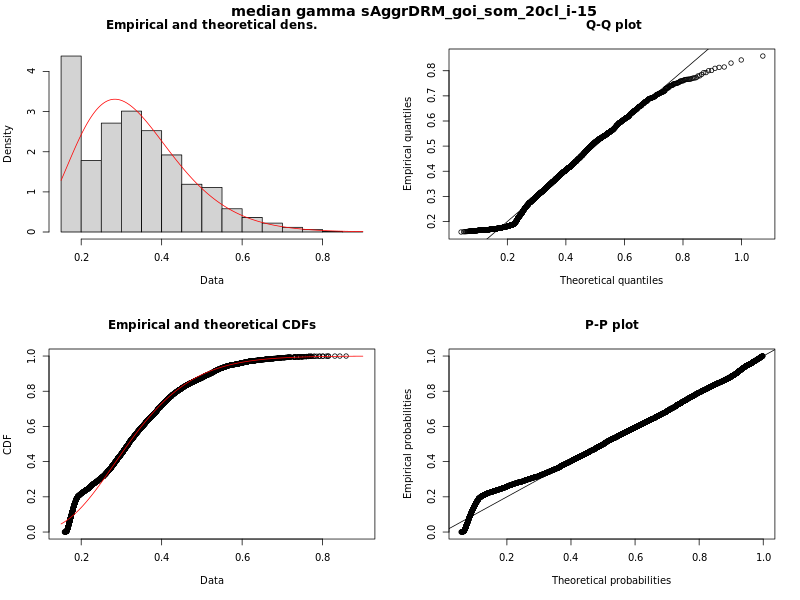 median gamma sAggrDRM_goi_som_20cl_i-15
Empirical and theoretical dens.
Density
0 1 2 3 4
0.2 0.4 0.6 0.8
Data
Q-Q plot
Empirical quantiles
0.2 0.3 0.4 0.5 0.6 0.7 0.8
0.2 0.4 0.6 0.8 1.0
Theoretical quantiles
Empirical and theoretical CDFs
CDF
0.0 0.2 0.4 0.6 0.8 1.0
0.2 0.4 0.6 0.8
Data
P-P plot
Empirical probabilities
0.0 0.2 0.4 0.6 0.8 1.0
0.2 0.4 0.6 0.8 1.0
Theoretical probabilities